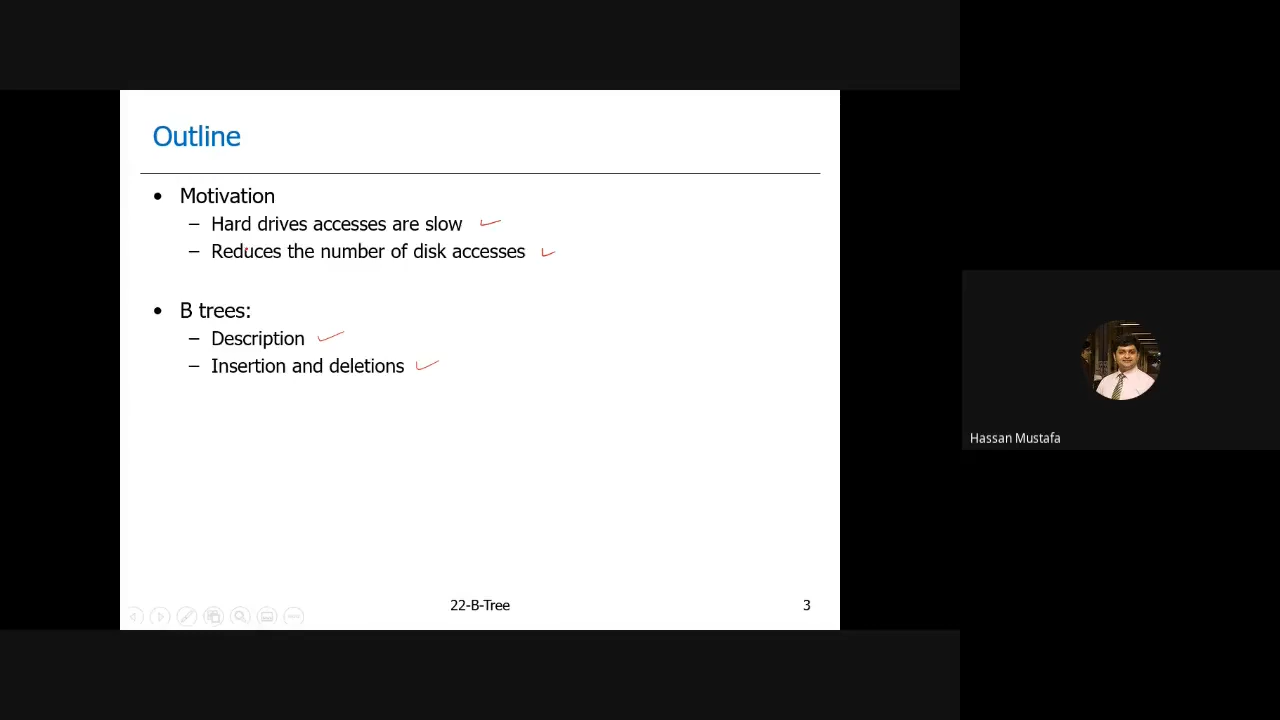 Outline
• Motivation
– Hard drives accesses are slow
– Reduces the number of disk accesses
• B trees:
– Description
– Insertion and deletions
22-B-Tree
3
Hassan Mustafa